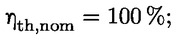 η_th,nom = 100 %;